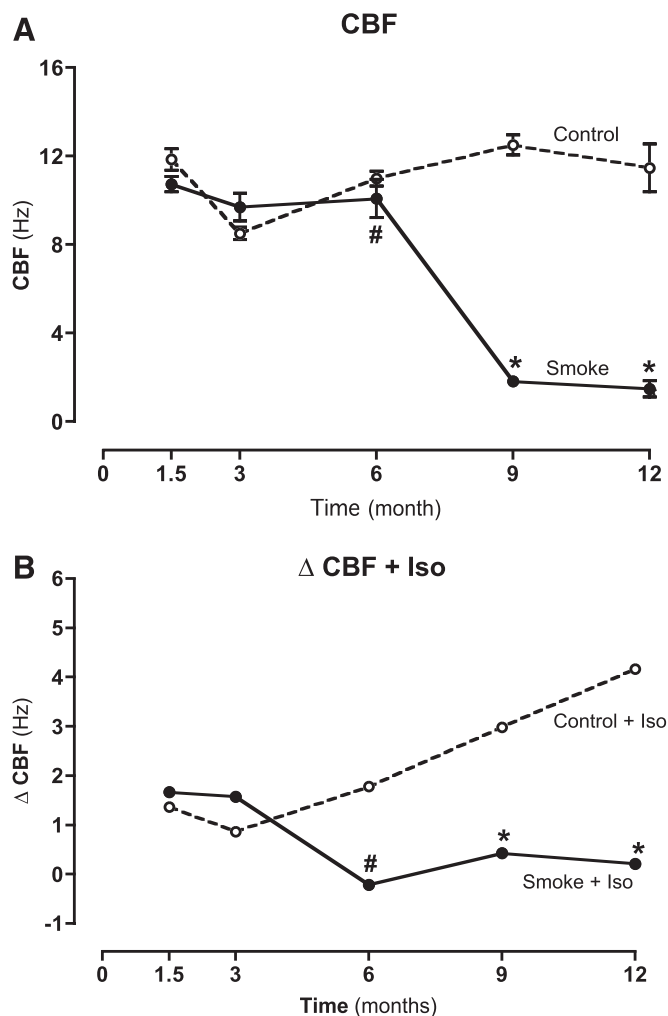 A
CBF
16
12
8
4
0
CBF (Hz)
Control
#
*
*
Smoke
0 1.5 3 6 9 12
Time (month)
B
Δ CBF + Iso
6
5
4
3
2
1
0
-1
Δ CBF (Hz)
Control + Iso
#
*
*
Smoke + Iso
0 1.5 3 6 9 12
Time (months)